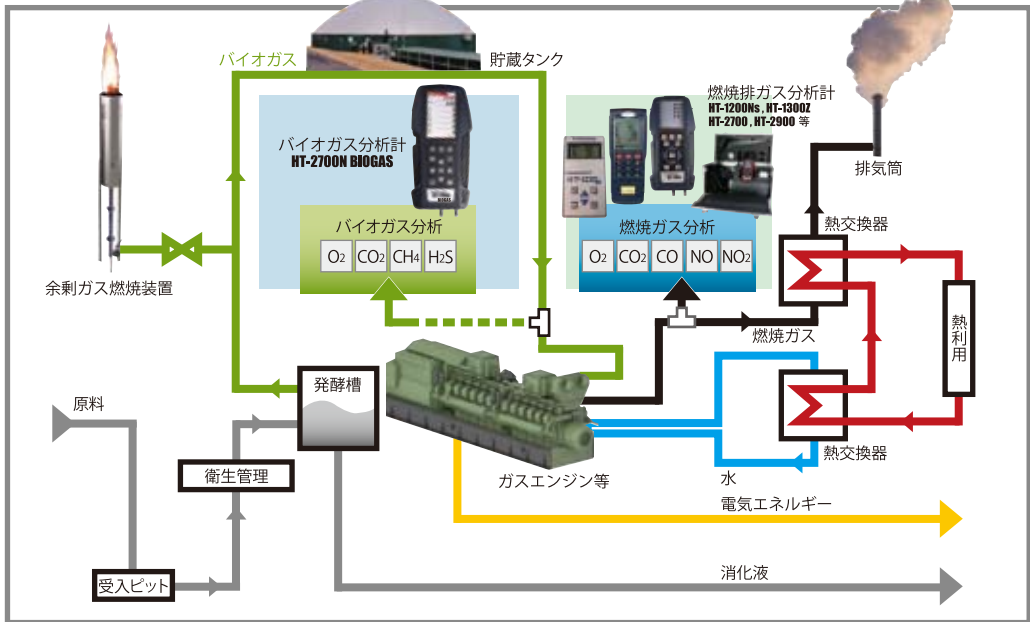 バイオガス
貯蔵タンク
バイオガス分析計
HT-2700N BIOGAS
燃焼排ガス分析計
HT-1200Ns , HT-1300Z
HT-2700 , HT-2900 等
排気筒
バイオガス分析
O2 CO2 CH4 H2S
燃焼ガス分析
O2 CO2 CO NO NO2
熱交換器
余剰ガス燃焼装置
燃焼ガス
熱利用
発酵槽
原料
熱交換器
衛生管理
ガスエンジン等
水
電気エネルギー
受入ピット
消化液